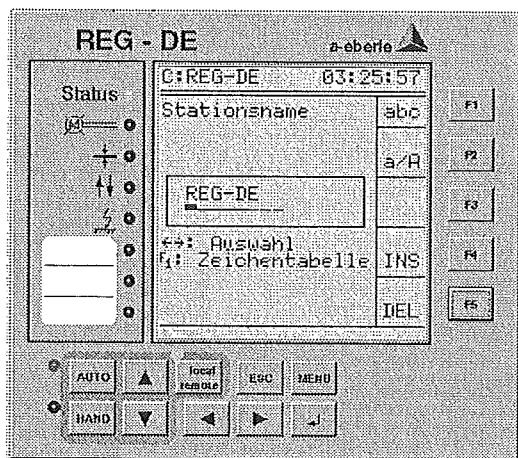 REG - DE
a-eberle
Status
C:REG-DE 03:25:57
Stationsname
abc
a/A
REG-DE
←→: Auswahl
F1: Zeichentabelle
INS
DEL
F1
F2
F3
F4
F5
AUTO
local
remote
ESC
MENU
HAND